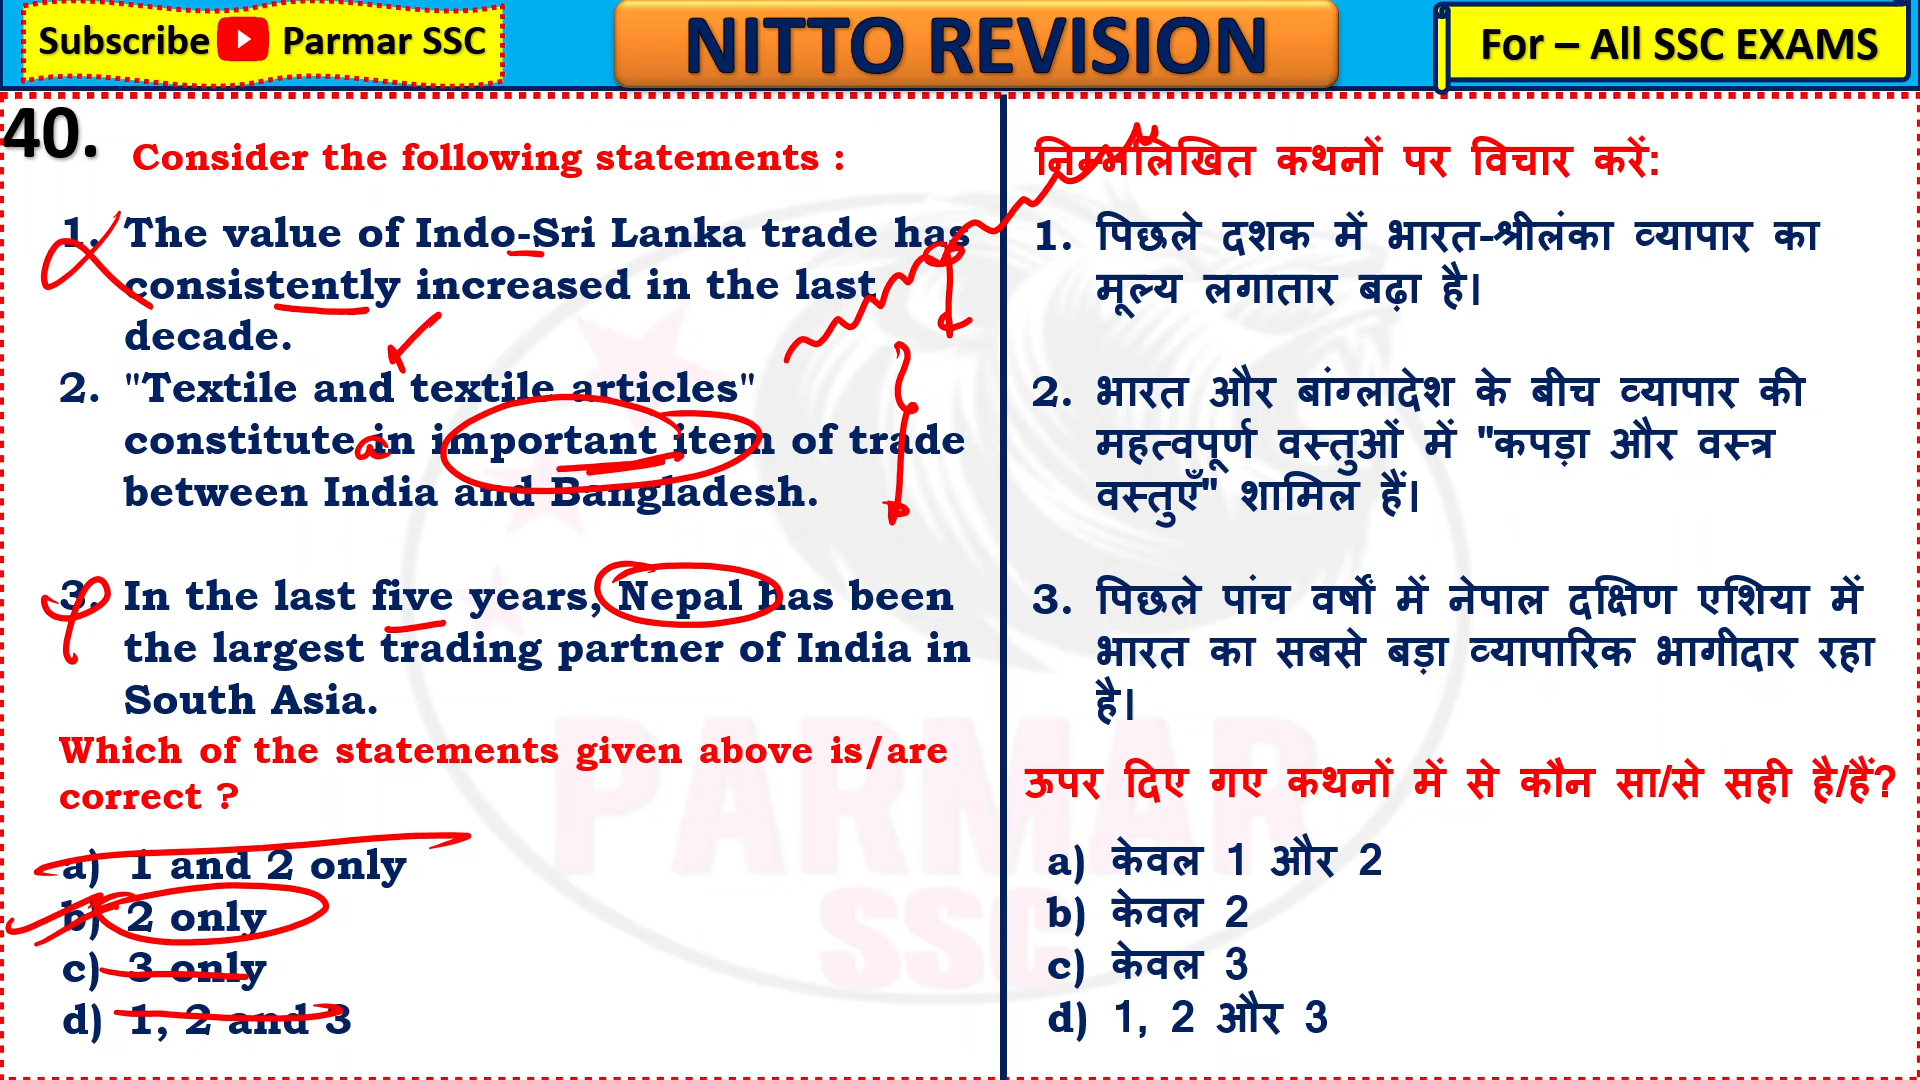 Subscribe Parmar SSC
NITTO REVISION
For – All SSC EXAMS
40.
Consider the following statements :
1. The value of Indo-Sri Lanka trade has
consistently increased in the last
decade.
2. "Textile and textile articles"
constitute in important item of trade
between India and Bangladesh.
3. In the last five years, Nepal has been
the largest trading partner of India in
South Asia.
Which of the statements given above is/are
correct ?
a) 1 and 2 only
b) 2 only
c) 3 only
d) 1, 2 and 3
निम्नलिखित कथनों पर विचार करें:
1. पिछले दशक में भारत-श्रीलंका व्यापार का
मूल्य लगातार बढ़ा है।
2. भारत और बांग्लादेश के बीच व्यापार की
महत्वपूर्ण वस्तुओं में "कपड़ा और वस्त्र
वस्तुएँ" शामिल हैं।
3. पिछले पांच वर्षों में नेपाल दक्षिण एशिया में
भारत का सबसे बड़ा व्यापारिक भागीदार रहा
है।
ऊपर दिए गए कथनों में से कौन सा/से सही है/हैं?
a) केवल 1 और 2
b) केवल 2
c) केवल 3
d) 1, 2 और 3
PARMAR
SSC